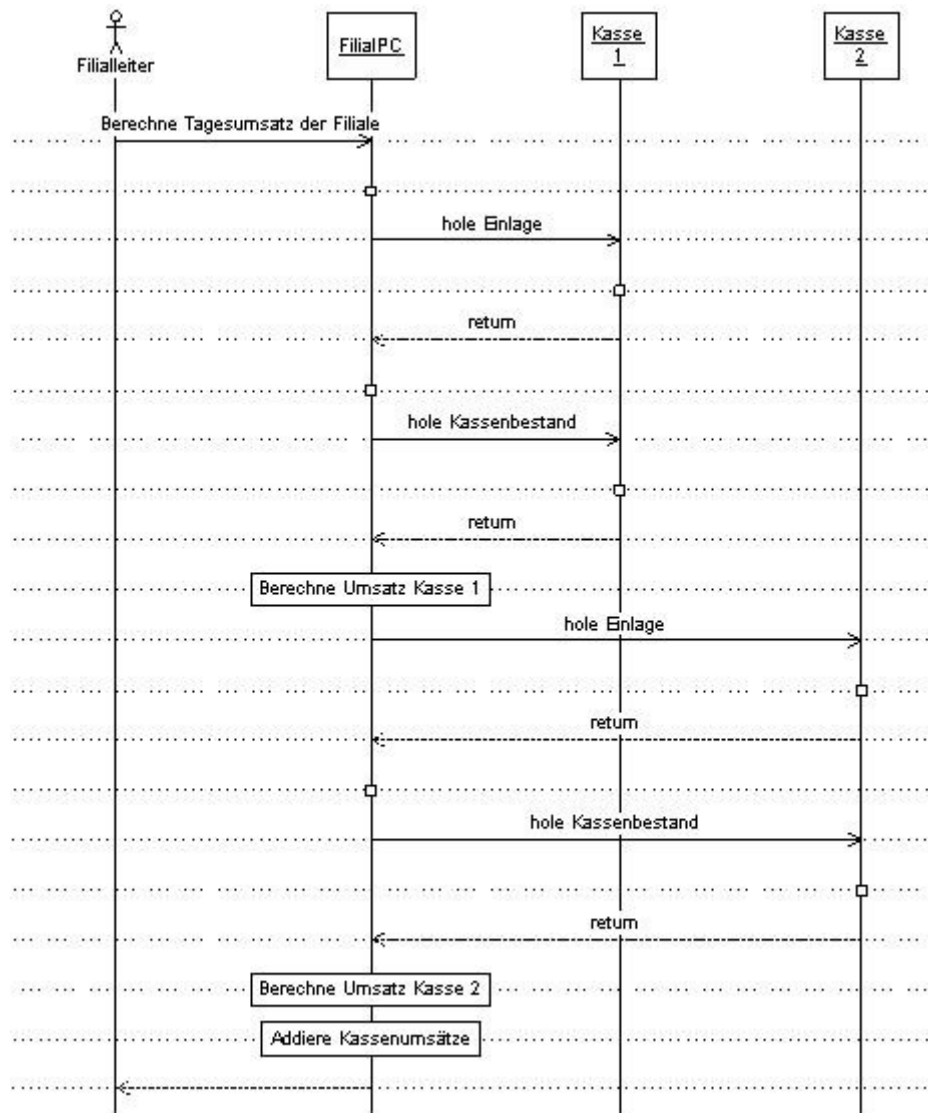 Filialleiter
FilialPC
Kasse
1
Kasse
2
Berechne Tagesumsatz der Filiale
hole Einlage
return
hole Kassenbestand
return
Berechne Umsatz Kasse 1
hole Einlage
return
hole Kassenbestand
return
Berechne Umsatz Kasse 2
Addiere Kassenumsätze